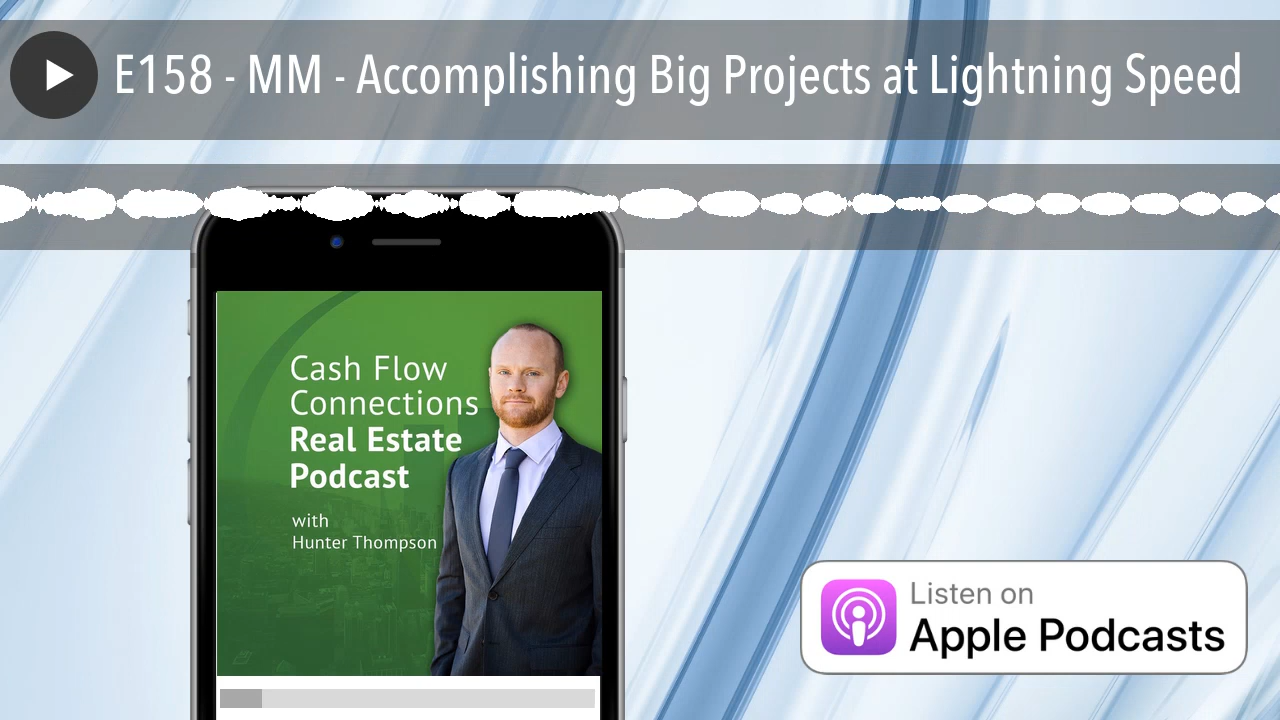 E158 - MM - Accomplishing Big Projects at Lightning Speed
Cash Flow
Connections
Real Estate
Podcast
with
Hunter Thompson
Listen on
Apple Podcasts